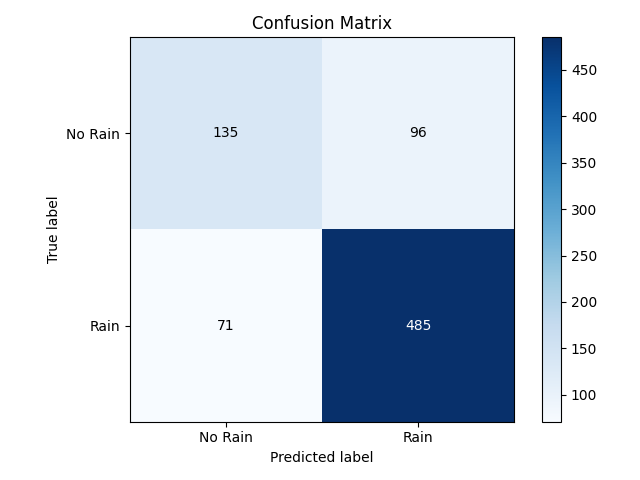 Confusion Matrix
True label
No Rain
135
96
Rain
71
485
No Rain
Rain
Predicted label
450
400
350
300
250
200
150
100